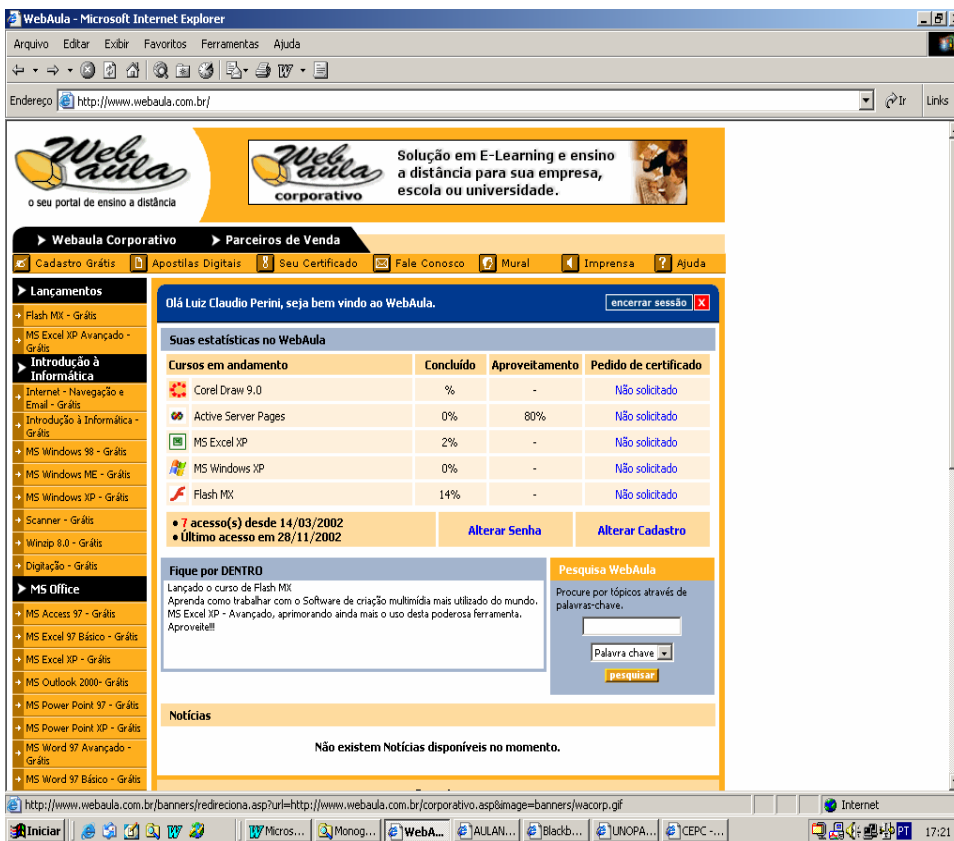 WebAula - Microsoft Internet Explorer
Arquivo Editar Exibir Favoritos Ferramentas Ajuda
Endereço http://www.webaula.com.br/ Ir Links
Web aula
o seu portal de ensino a distância
Web aula
corporativo
Solução em E-Learning e ensino
a distância para sua empresa,
escola ou universidade.
Webaula Corporativo Parceiros de Venda
Cadastro Grátis Apostilas Digitais Seu Certificado Fale Conosco Mural Imprensa Ajuda
Lançamentos
Flash MX - Grátis
MS Excel XP Avançado -
Grátis
Introdução à
Informática
Internet - Navegação e
Email - Grátis
Introdução à Informática -
Grátis
MS Windows 98 - Grátis
MS Windows ME - Grátis
MS Windows XP - Grátis
Scanner - Grátis
Winzip 8.0 - Grátis
Digitação - Grátis
MS Office
MS Access 97 - Grátis
MS Excel 97 Básico - Grátis
MS Excel XP - Grátis
MS Outlook 2000- Grátis
MS Power Point 97 - Grátis
MS Power Point XP - Grátis
MS Word 97 Avançado -
Grátis
MS Word 97 Básico - Grátis
Olá Luiz Claudio Perini, seja bem vindo ao WebAula. encerrar sessão X
Suas estatísticas no WebAula
Cursos em andamento Concluído Aproveitamento Pedido de certificado
Corel Draw 9.0 % - Não solicitado
Active Server Pages 0% 80% Não solicitado
MS Excel XP 2% - Não solicitado
MS Windows XP 0% - Não solicitado
Flash MX 14% - Não solicitado
• 7 acesso(s) desde 14/03/2002
• Último acesso em 28/11/2002
Alterar Senha Alterar Cadastro
Fique por DENTRO
Lançado o curso de Flash MX
Aprenda como trabalhar com o Software de criação multimídia mais utilizado do mundo.
MS Excel XP - Avançado, aprimorando ainda mais o uso desta poderosa ferramenta.
Aproveite!!!
Pesquisa WebAula
Procure por tópicos através de
palavras-chave.
Palavra chave
pesquisar
Notícias
Não existem Notícias disponíveis no momento.
http://www.webaula.com.br/banners/redireciona.asp?url=http://www.webaula.com.br/corporativo.asp&image=banners/wacorp.gif Internet
Iniciar Micros... Monog... WebA... AULAN... Blackb... UNOPA... CEPC -... PT 17:21